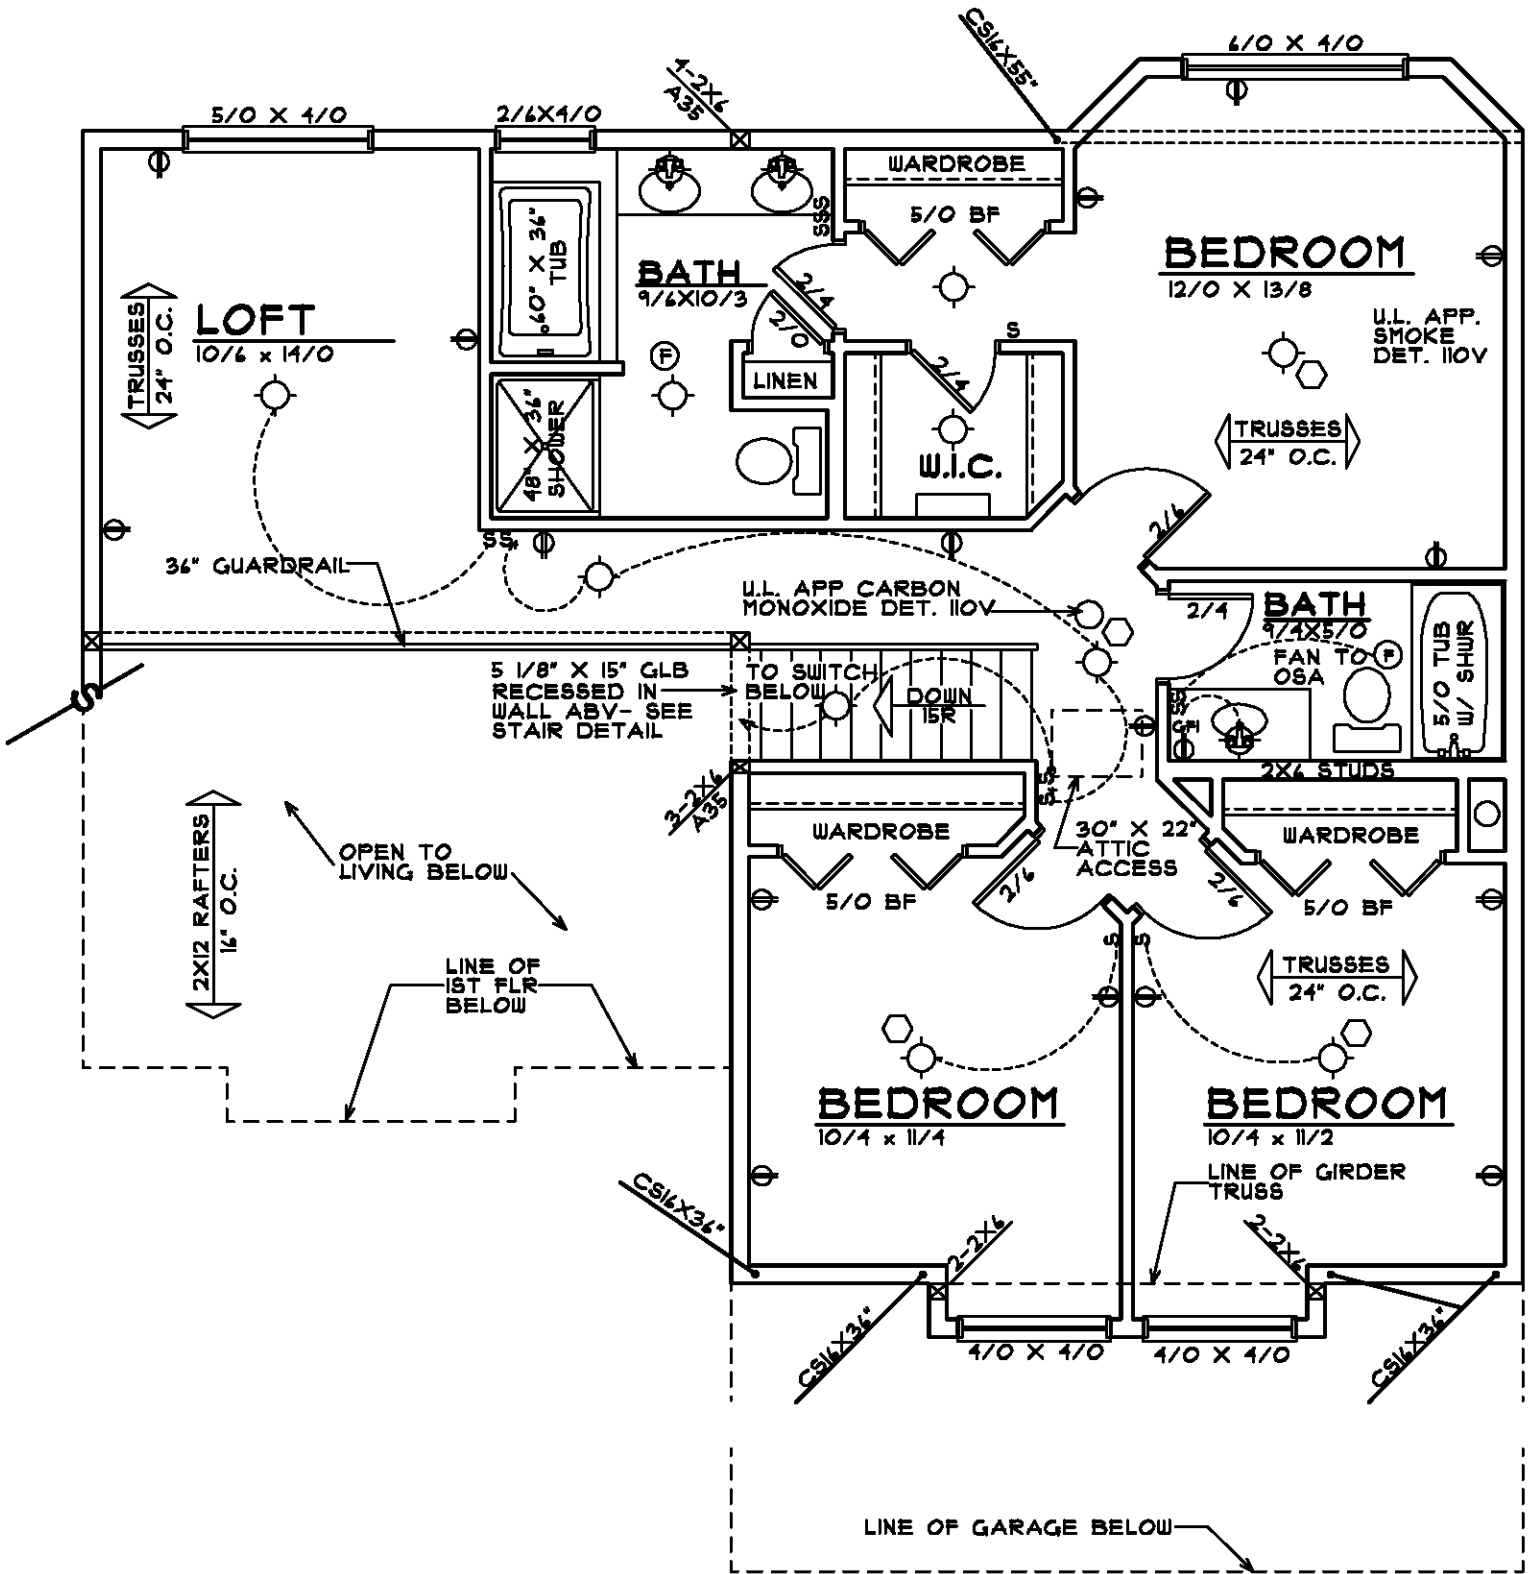 CS16X55"
6/0 X 4/0
4-2X6
A35
5/0 X 4/0
2/6X4/0
WARDROBE
5/0 BF
SSS
BEDROOM
12/0 X 13/8
60" X 36"
TUB
BATH
9/6X10/3
2/4
2/0
TRUSSES
24" O.C.
LOFT
10/6 x 14/0
U.L. APP.
SMOKE
DET. 110V
S
F
LINEN
2/4
48" X 36"
SHOWER
W.I.C.
TRUSSES
24" O.C.
2/6
SS
36" GUARDRAIL
U.L. APP CARBON
MONOXIDE DET. 110V
2/4
BATH
9/4X5/0
FAN TO
OSA
F
5/0 TUB
W/ SHWR
5 1/8" X 15" GLB
RECESSED IN
WALL ABV- SEE
STAIR DETAIL
TO SWITCH
BELOW
DOWN
15R
GFI
S
2X6 STUDS
3-2X6
A35
WARDROBE
5/0 BF
30" X 22"
ATTIC
ACCESS
WARDROBE
5/0 BF
2/6
2/6
2X12 RAFTERS
16" O.C.
OPEN TO
LIVING BELOW
LINE OF
1ST FLR
BELOW
S
S
TRUSSES
24" O.C.
BEDROOM
10/4 x 11/4
BEDROOM
10/4 x 11/2
LINE OF GIRDER
TRUSS
CS16X36"
2-2X6
2-2X6
CS16X36"
4/0 X 4/0
4/0 X 4/0
CS16X36"
LINE OF GARAGE BELOW